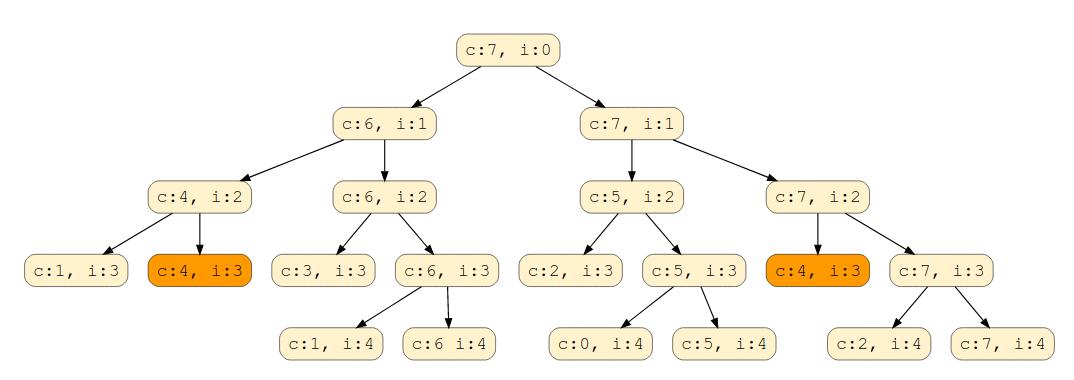 c:7, i:0
c:6, i:1
c:7, i:1
c:4, i:2
c:6, i:2
c:5, i:2
c:7, i:2
c:1, i:3
c:4, i:3
c:3, i:3
c:6, i:3
c:2, i:3
c:5, i:3
c:4, i:3
c:7, i:3
c:1, i:4
c:6 i:4
c:0, i:4
c:5, i:4
c:2, i:4
c:7, i:4